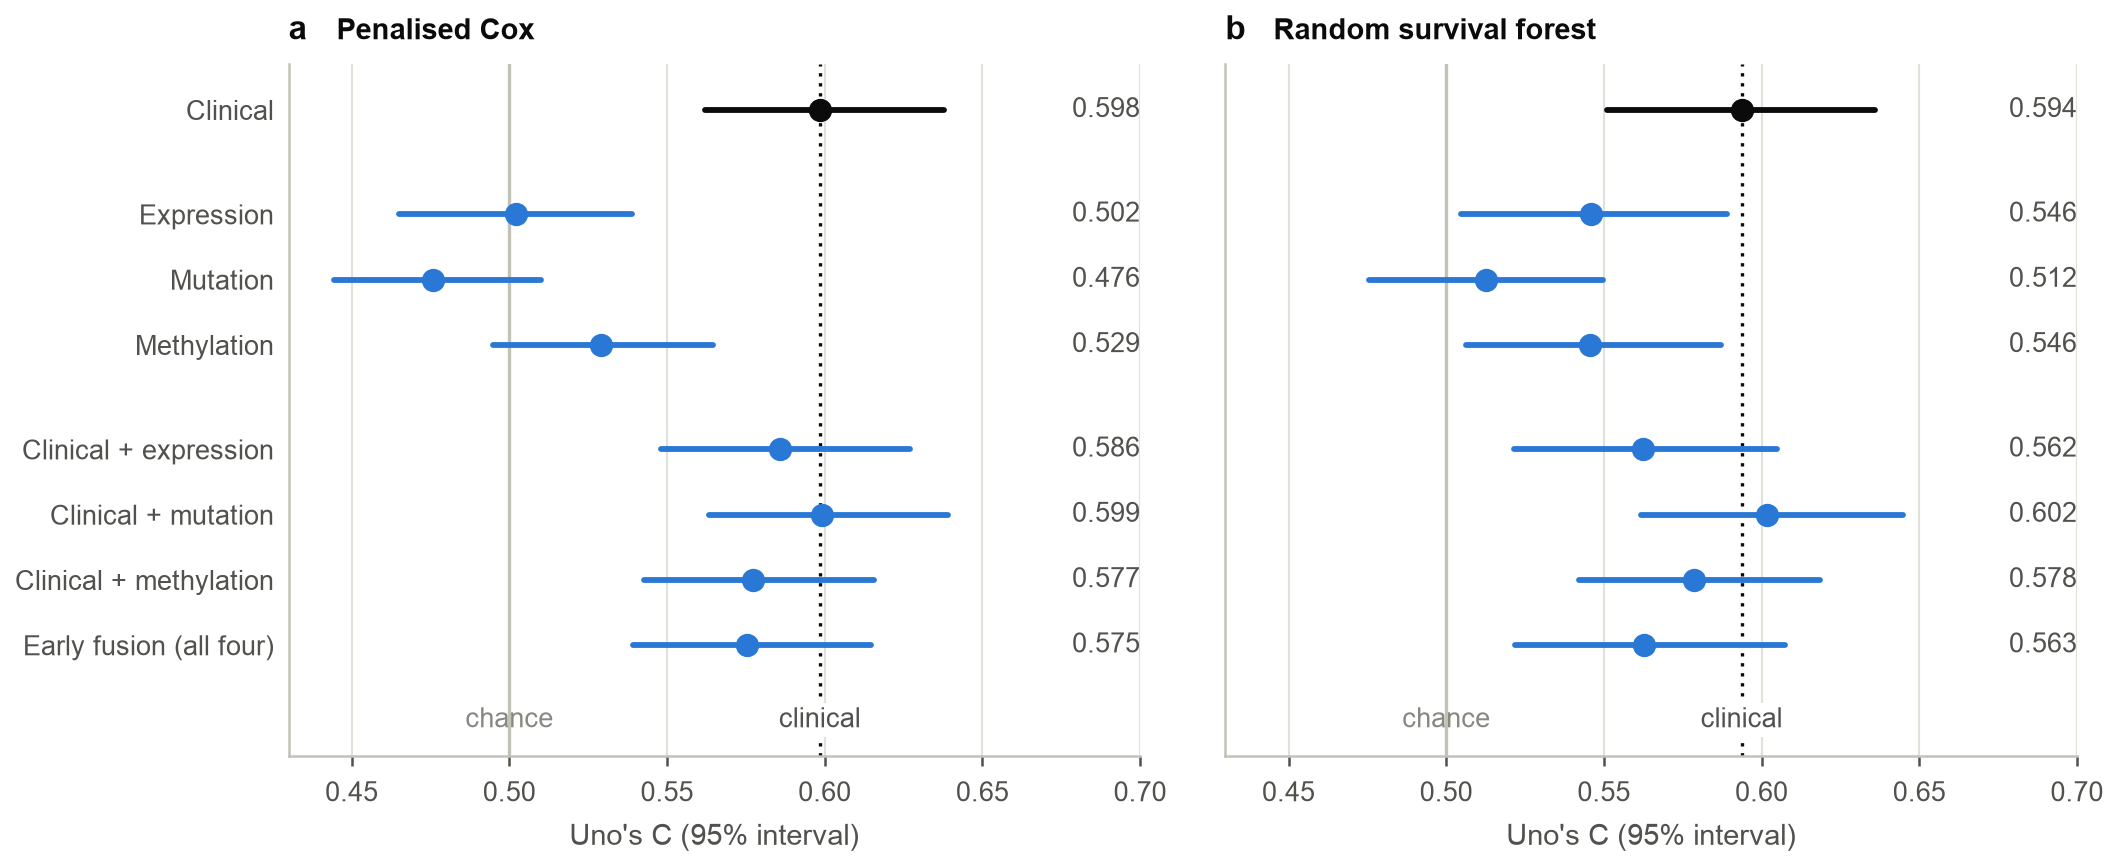 a Penalised Cox
Clinical 0.598
Expression 0.502
Mutation 0.476
Methylation 0.529
Clinical + expression 0.586
Clinical + mutation 0.599
Clinical + methylation 0.577
Early fusion (all four) 0.575
chance clinical
0.45 0.50 0.55 0.60 0.65 0.70
Uno's C (95% interval)
b Random survival forest
0.594
0.546
0.512
0.546
0.562
0.602
0.578
0.563
chance clinical
0.45 0.50 0.55 0.60 0.65 0.70
Uno's C (95% interval)